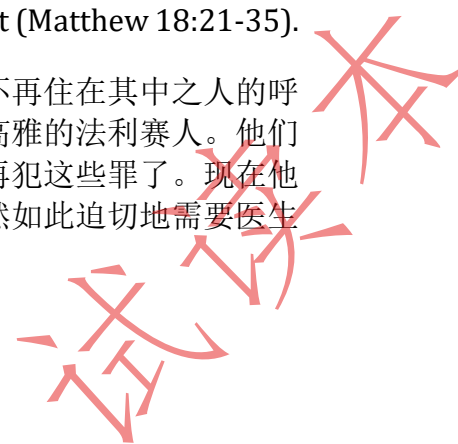 t (Matthew 18:21-35).
不再住在其中之人的呼
高雅的法利赛人。他们
再犯这些罪了。现在他
然如此迫切地需要医生
试读本